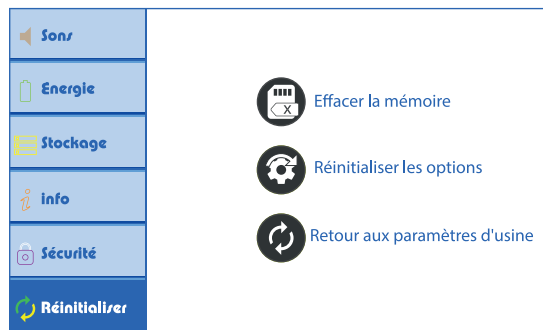 Sons
Energie
Stockage
info
Sécurité
Réinitialiser
Effacer la mémoire
X
Réinitialiser les options
Retour aux paramètres d'usine